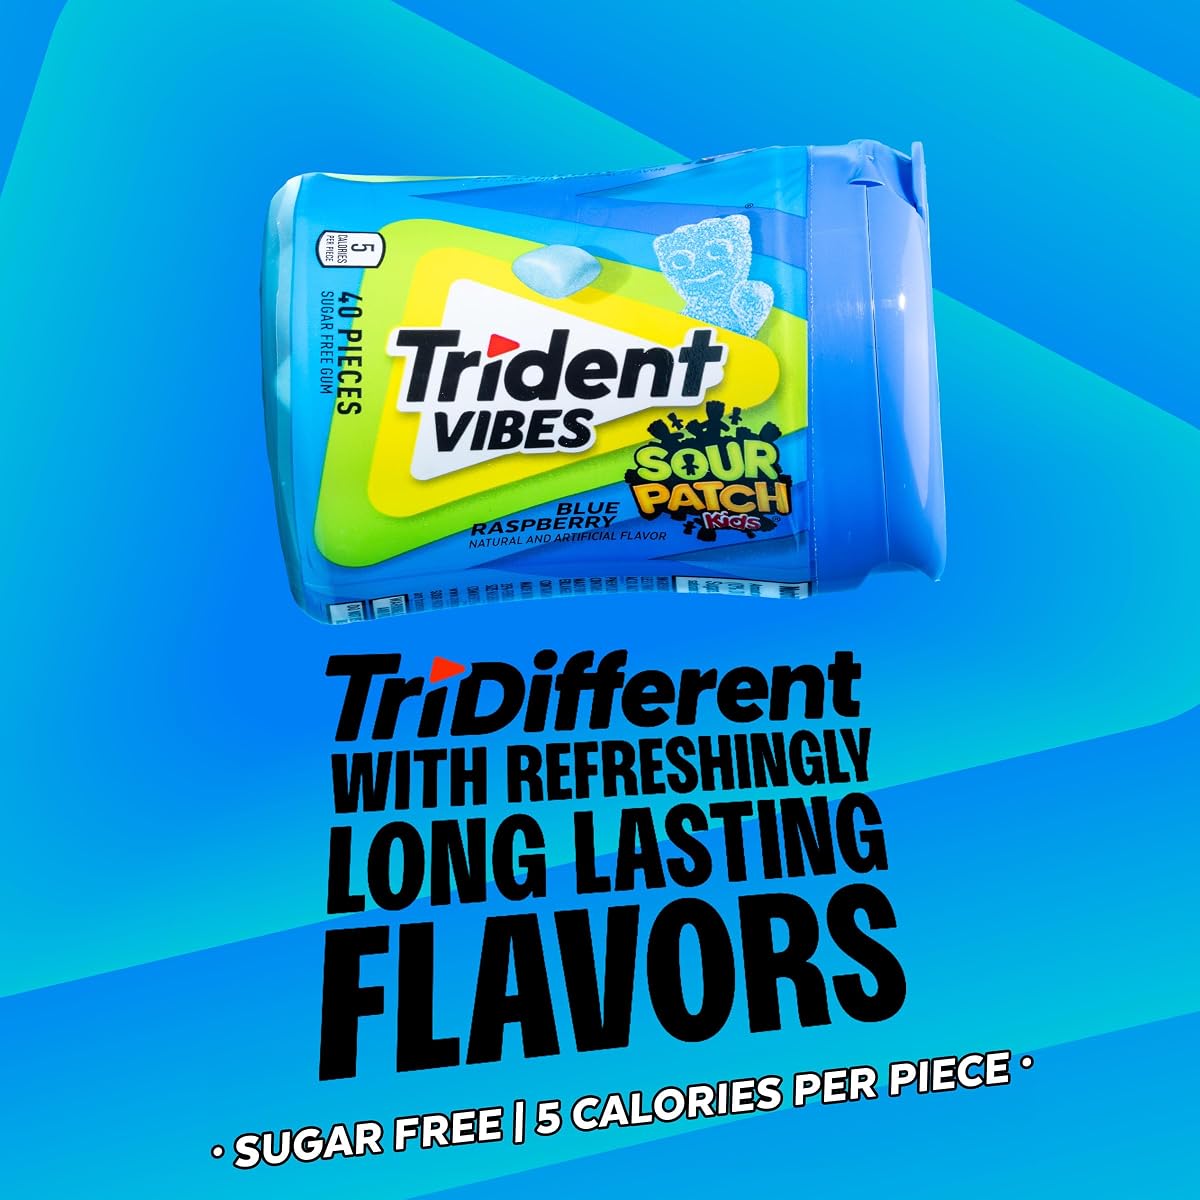 5
CALORIES
PER PIECE
40 PIECES
SUGAR FREE GUM
Trident
VIBES
SOUR
PATCH
Kids®
BLUE
RASPBERRY
NATURAL AND ARTIFICIAL FLAVOR
TriDifferent
WITH REFRESHINGLY
LONG LASTING
FLAVORS
· SUGAR FREE | 5 CALORIES PER PIECE ·